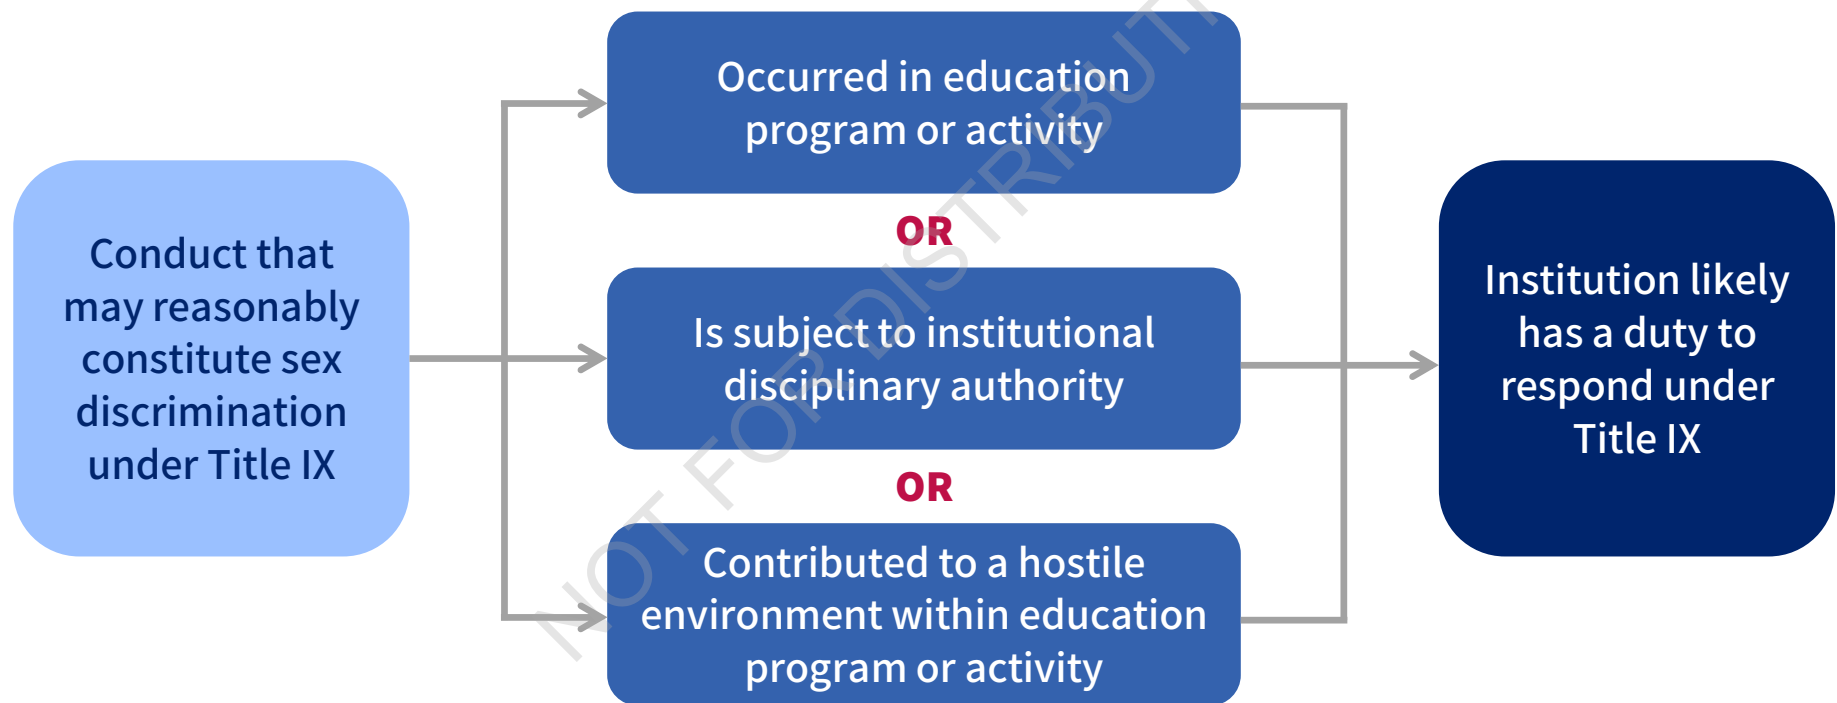 Conduct that
may reasonably
constitute sex
discrimination
under Title IX
Occurred in education
program or activity
OR
Is subject to institutional
disciplinary authority
OR
Contributed to a hostile
environment within education
program or activity
Institution likely
has a duty to
respond under
Title IX
NOT FOR DISTRIBUTI